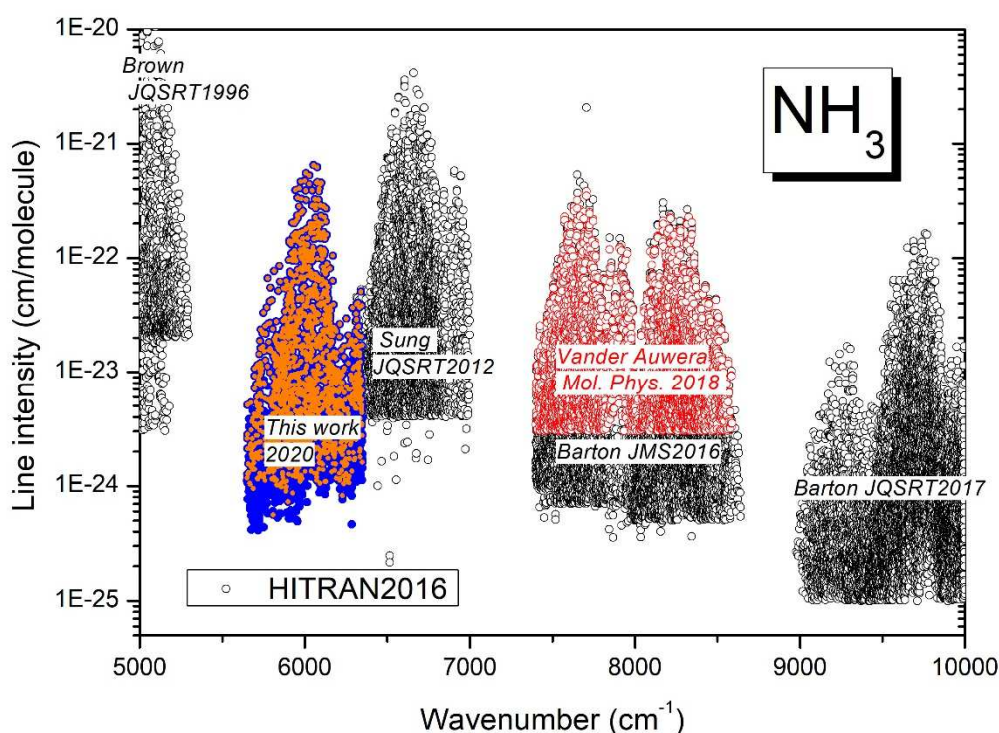 1E-20
1E-21
1E-22
1E-23
1E-24
1E-25
Line intensity (cm/molecule)
Brown
JQSRT1996
NH3
Sung
JQSRT2012
This work
2020
Vander Auwera
Mol. Phys. 2018
Barton JMS2016
Barton JQSRT2017
HITRAN2016
5000 6000 7000 8000 9000 10000
Wavenumber (cm-1)